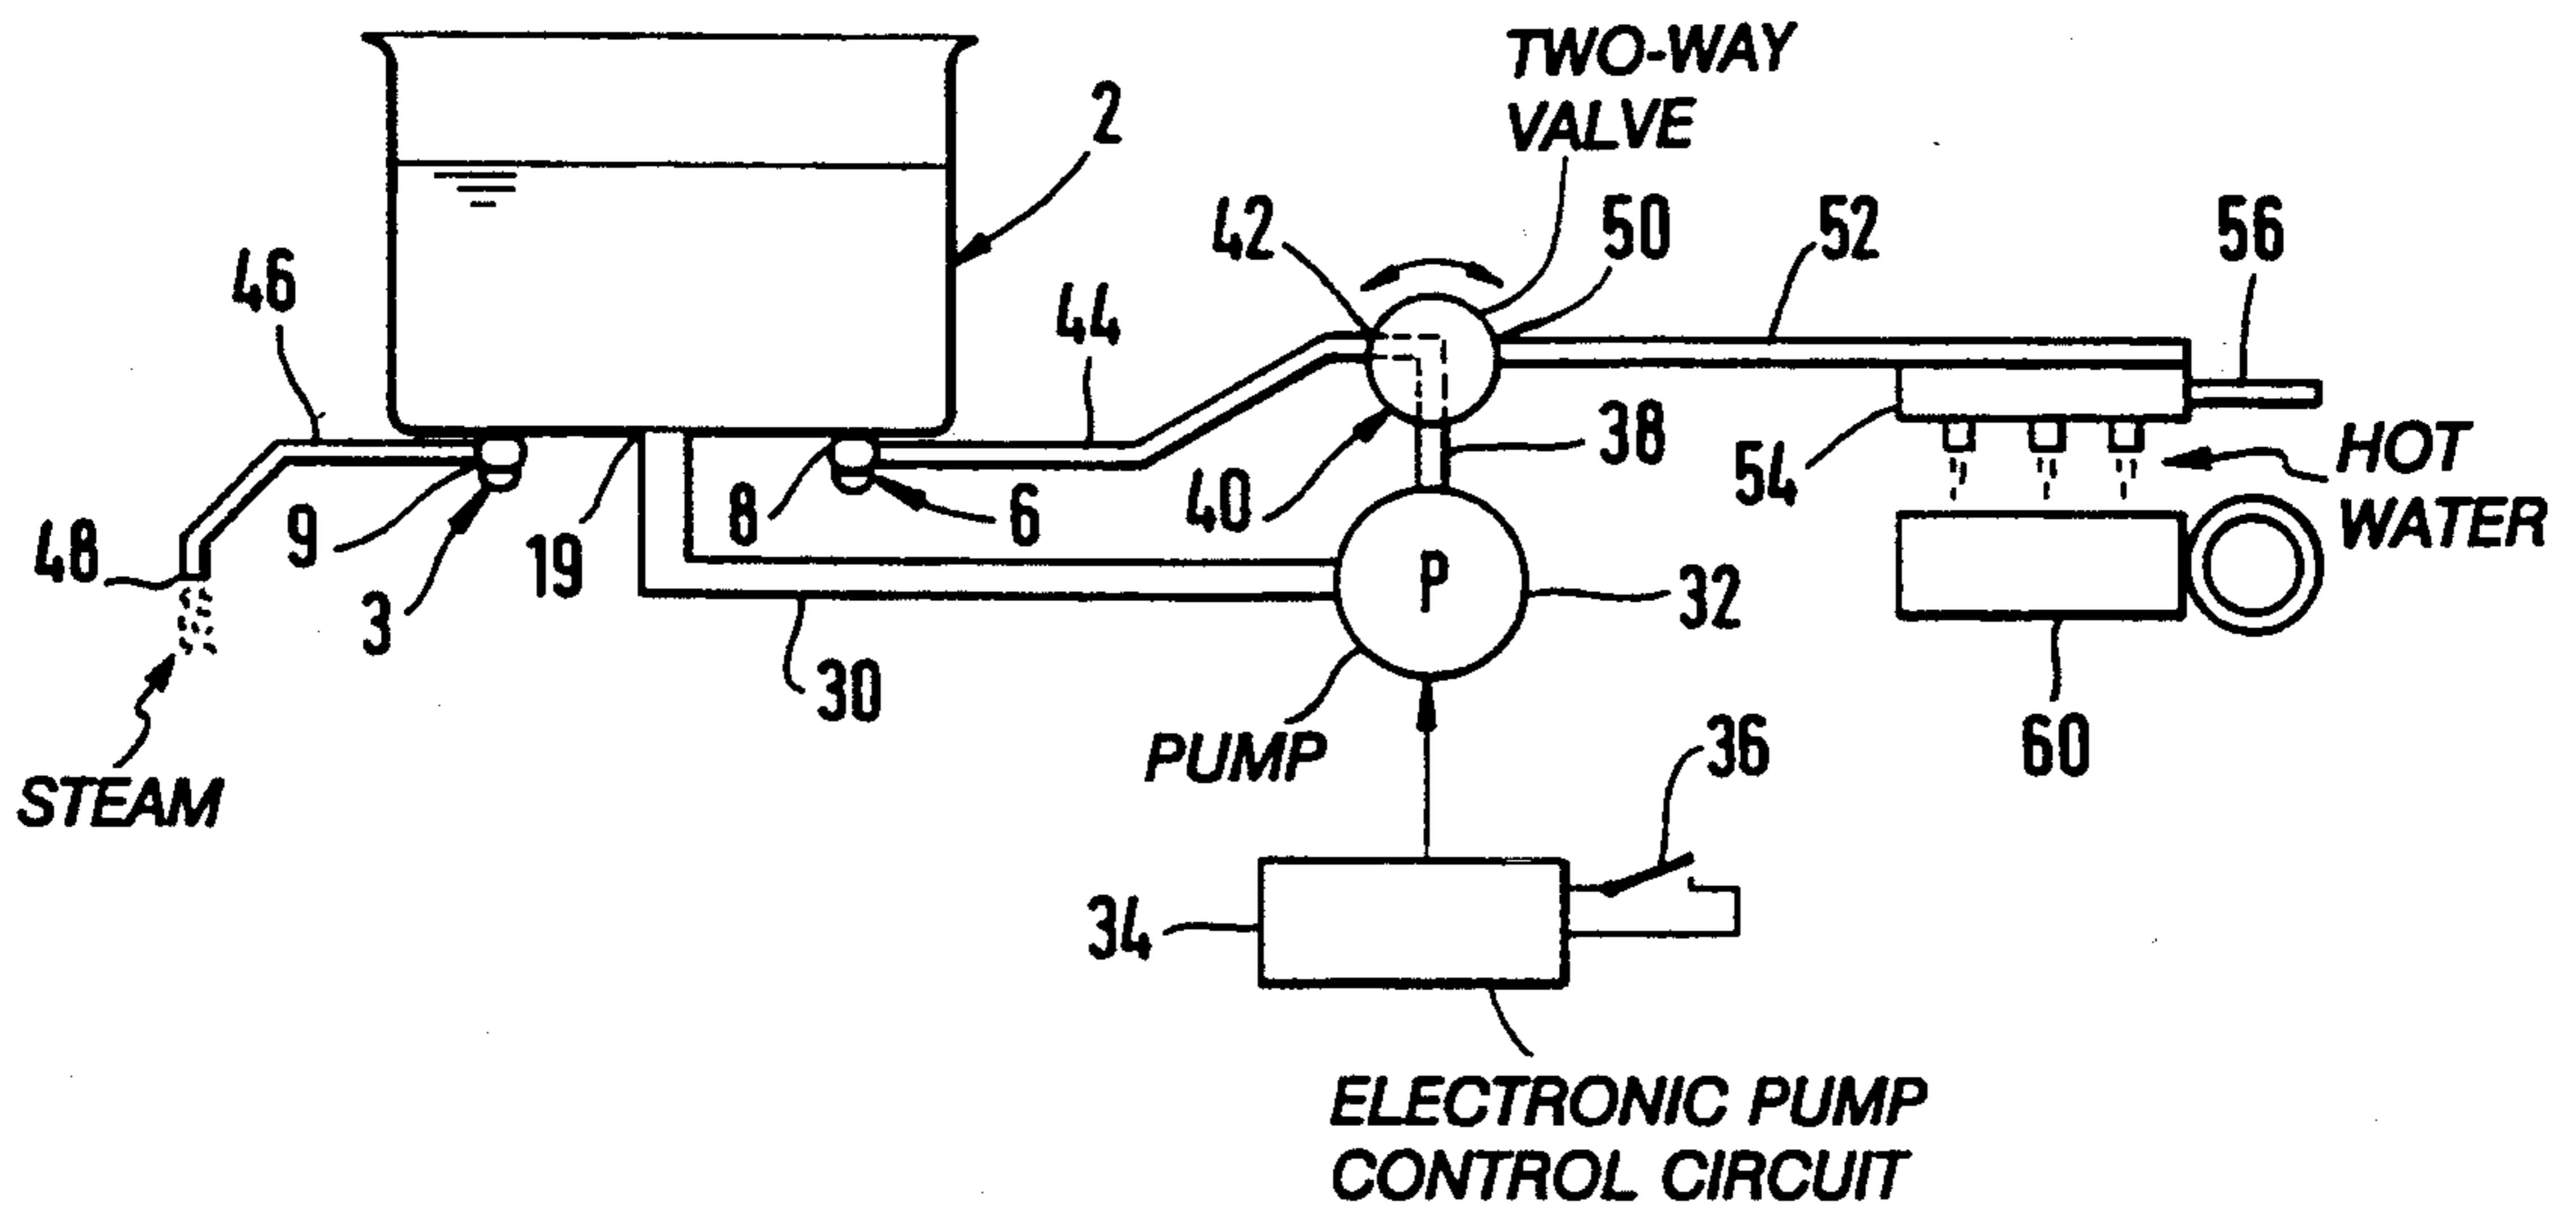 TWO-WAY
VALVE
2
42
50
52
56
46
44
40
38
54
HOT
WATER
48
9
3
19
8
6
P
32
30
STEAM
PUMP
36
60
34
ELECTRONIC PUMP
CONTROL CIRCUIT